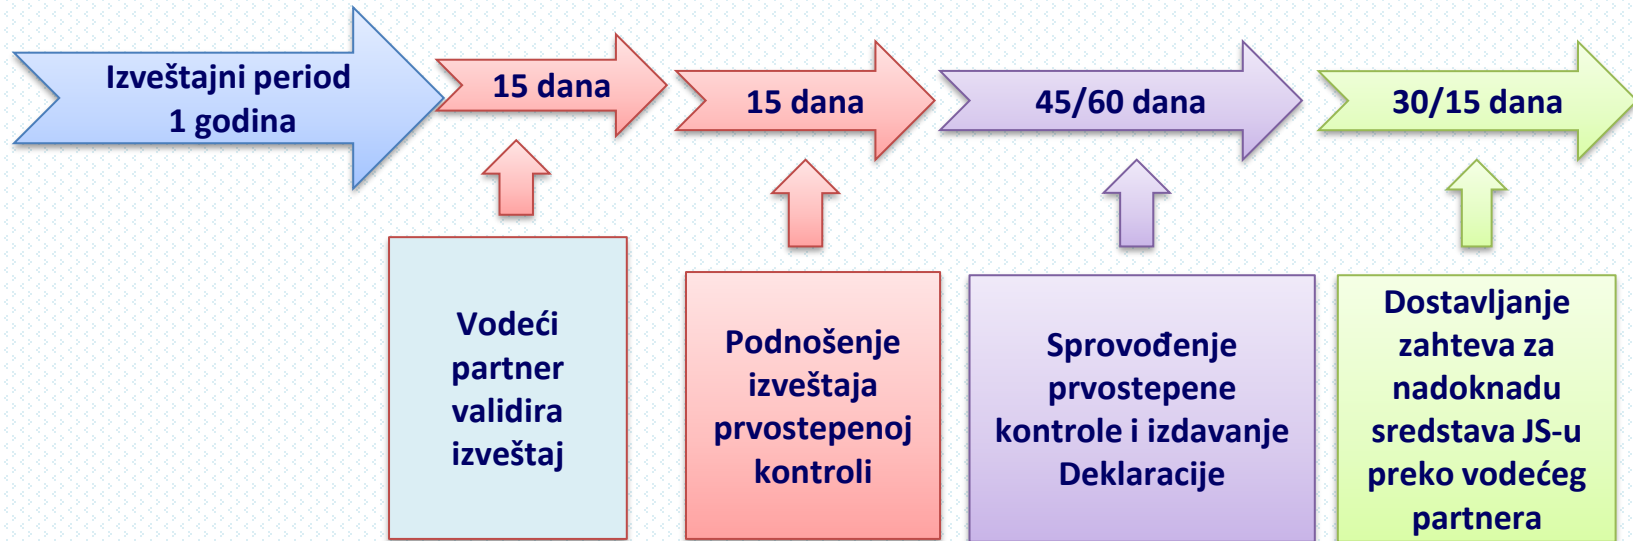 Izveštajni period
1 godina
15 dana
15 dana
45/60 dana
30/15 dana
Vodeći
partner
validira
izveštaj
Podnošenje
izveštaja
prvostepenoj
kontroli
Sprovođenje
prvostepene
kontrole i izdavanje
Deklaracije
Dostavljanje
zahteva za
nadoknadu
sredstava JS-u
preko vodećeg
partnera